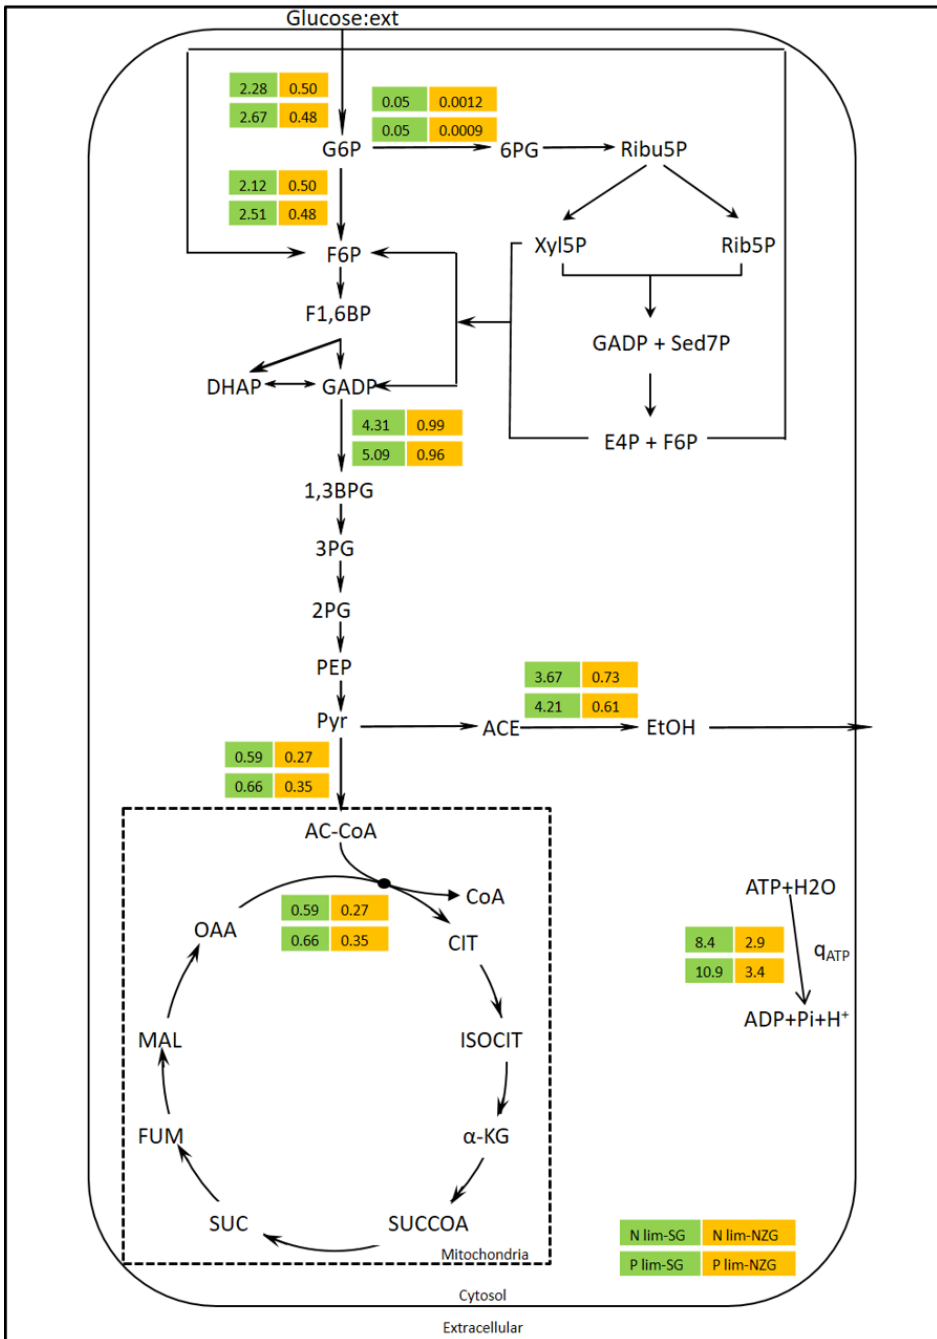 Glucose:ext
2.28 0.50
2.67 0.48
0.05 0.0012
0.05 0.0009
G6P 6PG Ribu5P
2.12 0.50
2.51 0.48
F6P Xyl5P Rib5P
F1,6BP
GADP + Sed7P
DHAP GADP
4.31 0.99
5.09 0.96
E4P + F6P
1,3BPG
3PG
2PG
PEP
3.67 0.73
4.21 0.61
Pyr ACE EtOH
0.59 0.27
0.66 0.35
AC-CoA
CoA
0.59 0.27
0.66 0.35
OAA CIT
ATP+H2O
8.4 2.9
10.9 3.4
qATP
ADP+Pi+H⁺
MAL ISOCIT
FUM α-KG
SUC SUCCOA
Mitochondria
N lim-SG N lim-NZG
P lim-SG P lim-NZG
Cytosol
Extracellular